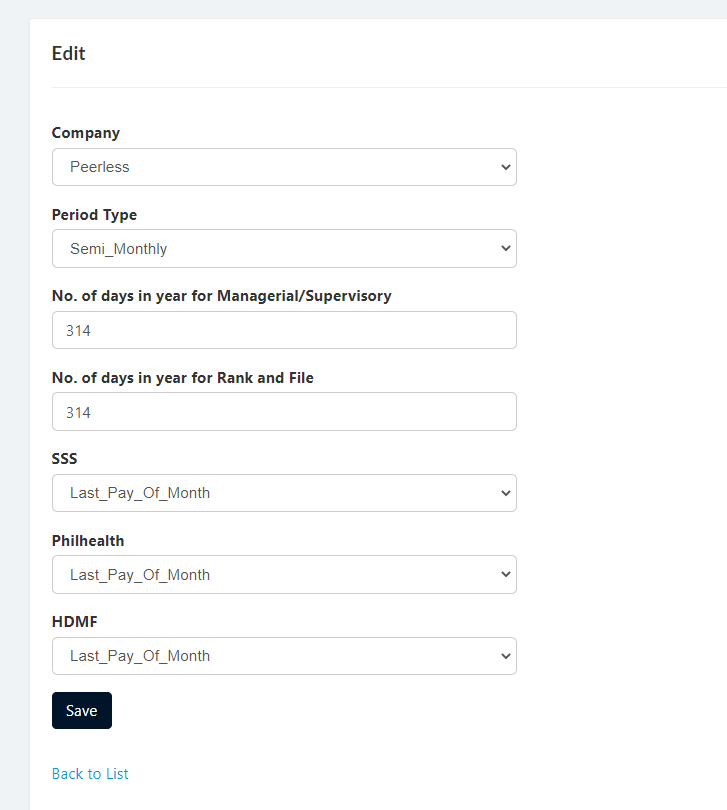 Edit
Company
Peerless
Period Type
Semi_Monthly
No. of days in year for Managerial/Supervisory
314
No. of days in year for Rank and File
314
SSS
Last_Pay_Of_Month
Philhealth
Last_Pay_Of_Month
HDMF
Last_Pay_Of_Month
Save
Back to List